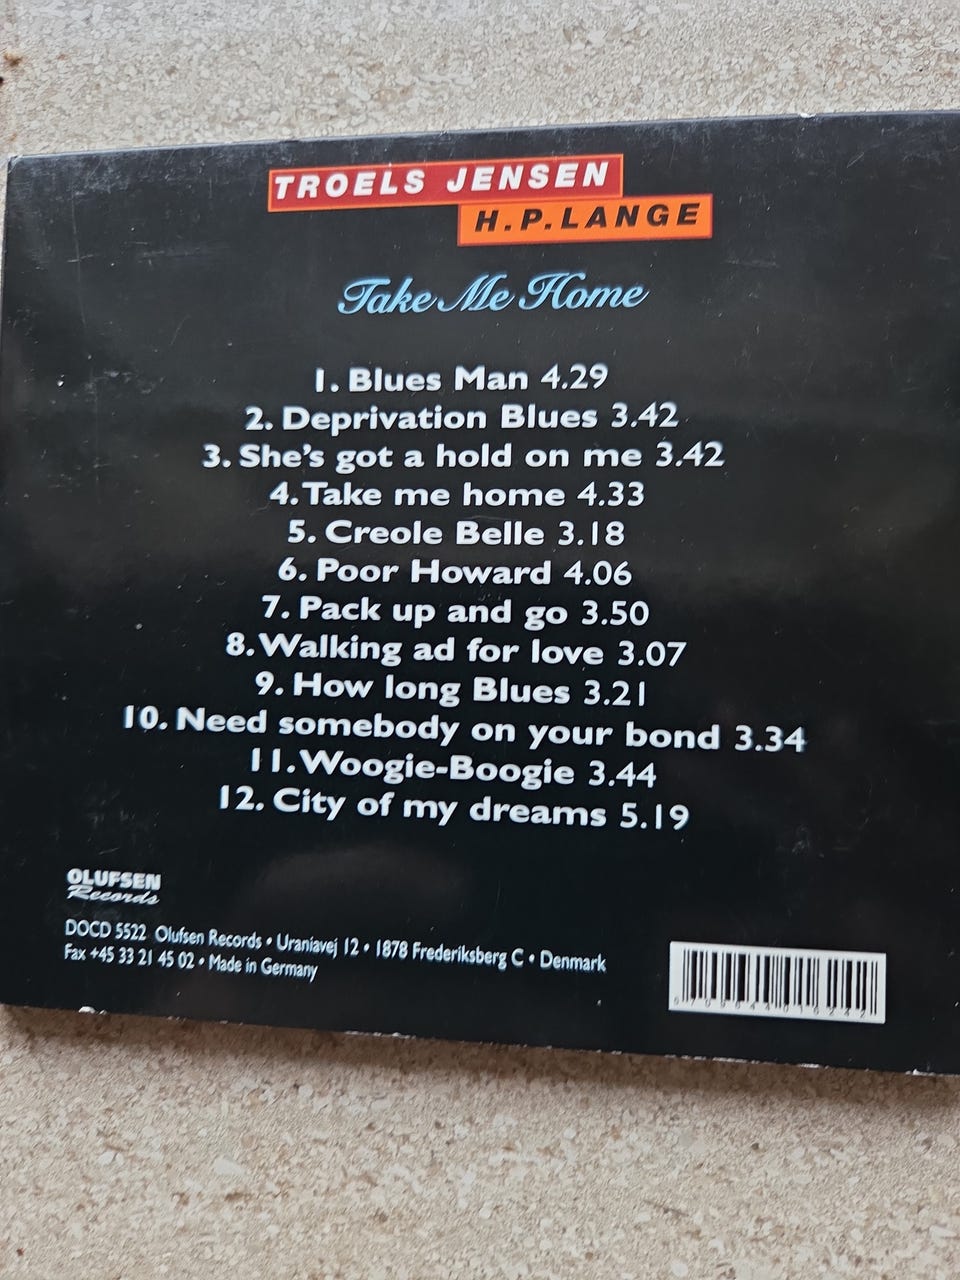 TROELS JENSEN
H.P.LANGE
Take Me Home
1. Blues Man 4.29
2. Deprivation Blues 3.42
3. She's got a hold on me 3.42
4. Take me home 4.33
5. Creole Belle 3.18
6. Poor Howard 4.06
7. Pack up and go 3.50
8. Walking ad for love 3.07
9. How long Blues 3.21
10. Need somebody on your bond 3.34
11. Woogie-Boogie 3.44
12. City of my dreams 5.19
OLUFSEN
Records
DOCD 5522 Olufsen Records • Uraniavej 12 • 1878 Frederiksberg C • Denmark
Fax +45 33 21 45 02 • Made in Germany